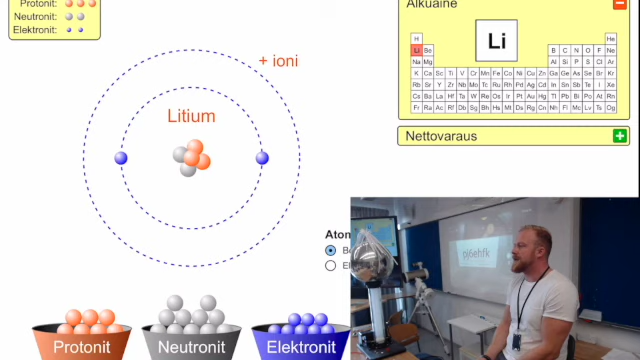 Protonit:
Neutronit:
Elektronit:
+ ioni
Litium
Protonit
Neutronit
Elektronit
Alkuaine
Li
H He
Li Be B C N O F Ne
Na Mg Al Si P S Cl Ar
K Ca Sc Ti V Cr Mn Fe Co Ni Cu Zn Ga Ge As Se Br Kr
Rb Sr Y Zr Nb Mo Tc Ru Rh Pd Ag Cd In Sn Sb Te I Xe
Cs Ba La Hf Ta W Re Os Ir Pt Au Hg Tl Pb Bi Po At Rn
Fr Ra Ac Rf Db Sg Bh Hs Mt Ds Rg Cn Nh Fl Mc Lv Ts Og
Nettovaraus
Atom
pj6ehfk